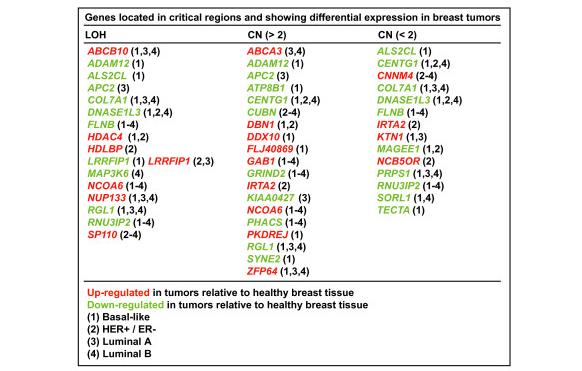 Genes located in critical regions and showing differential expression in breast tumors
LOH CN (> 2) CN (< 2)
ABCB10 (1,3,4) ABCA3 (3,4) ALS2CL (1)
ADAM12 (1) ADAM12 (1) CENTG1 (1,2,4)
ALS2CL (1) APC2 (3) CNNM4 (2-4)
APC2 (3) ATP8B1 (1) COL7A1 (1,3,4)
COL7A1 (1,3,4) CENTG1 (1,2,4) DNASE1L3 (1,2,4)
DNASE1L3 (1,2,4) CUBN (2-4) FLNB (1-4)
FLNB (1-4) DBN1 (1,2) IRTA2 (2)
HDAC4 (1,2) DDX10 (1) KTN1 (1,3)
HDLBP (2) FLJ40869 (1) MAGEE1 (1,2)
LRRFIP1 (1) LRRFIP1 (2,3) GAB1 (1-4) NCB5OR (2)
MAP3K6 (4) GRIND2 (1-4) PRPS1 (1,3,4)
NCOA6 (1-4) IRTA2 (2) RNU3IP2 (1-4)
NUP133 (1,3,4) KIAA0427 (3) SORL1 (1,4)
RGL1 (1,3,4) NCOA6 (1-4) TECTA (1)
RNU3IP2 (1-4) PHACS (1-4)
SP110 (2-4) PKDREJ (1)
RGL1 (1,3,4)
SYNE2 (1)
ZFP64 (1,3,4)
Up-regulated in tumors relative to healthy breast tissue
Down-regulated in tumors relative to healthy breast tissue
(1) Basal-like
(2) HER+ / ER-
(3) Luminal A
(4) Luminal B